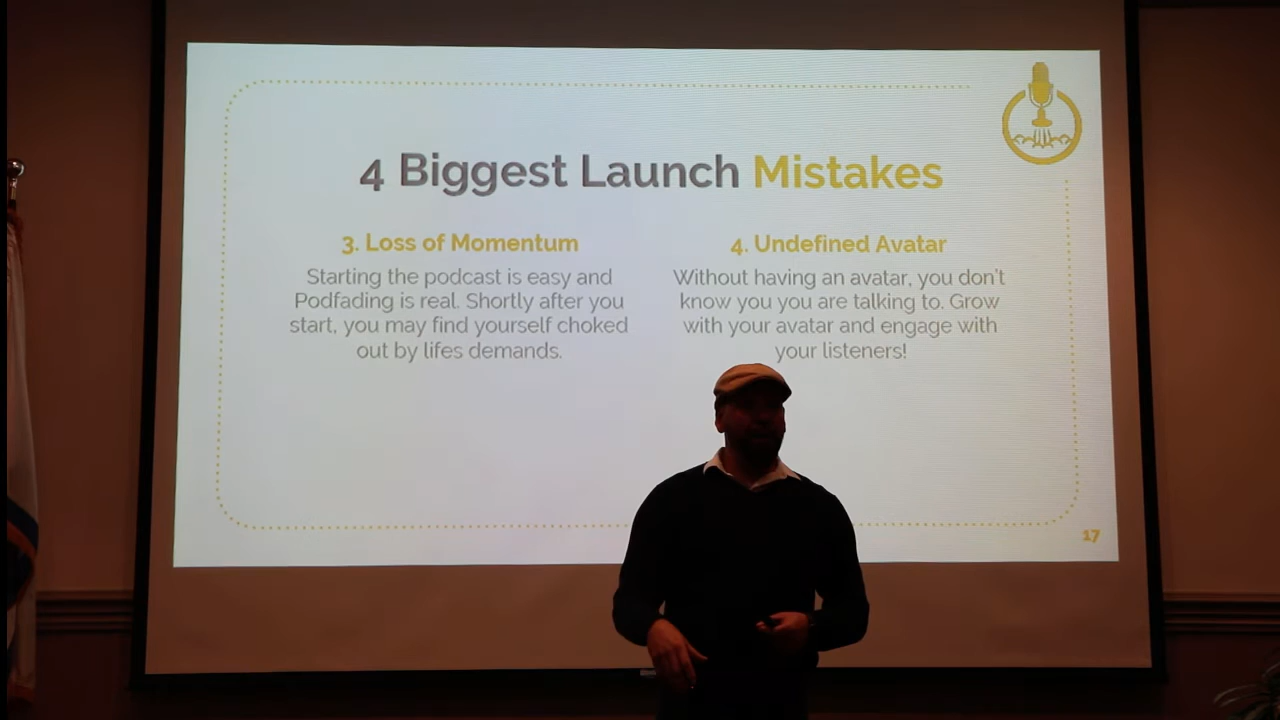 4 Biggest Launch Mistakes
3. Loss of Momentum
Starting the podcast is easy and
Podfading is real. Shortly after you
start, you may find yourself choked
out by lifes demands.
4. Undefined Avatar
Without having an avatar, you don't
know you you are talking to. Grow
with your avatar and engage with
your listeners!
17